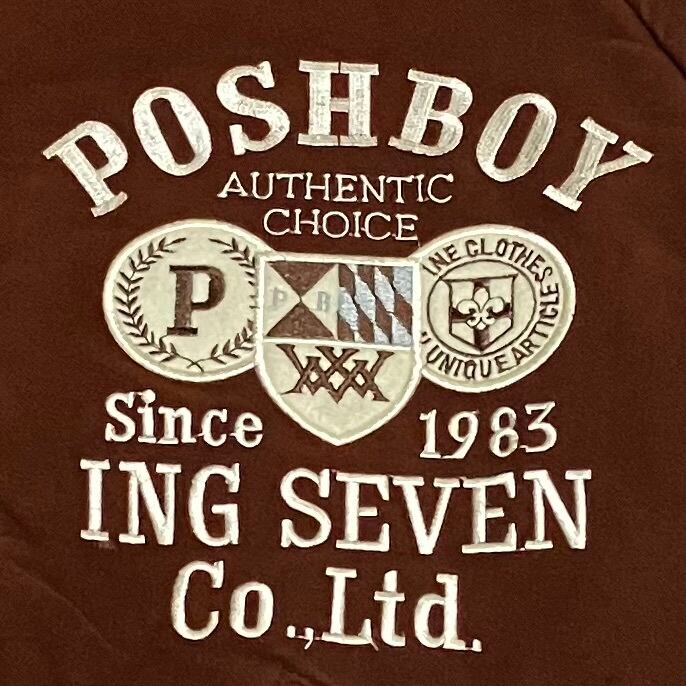 POSHBOY
AUTHENTIC
CHOICE
P
P B
INE CLOTHES
UNIQUE ARTICLE
Since 1983
ING SEVEN
Co.,Ltd.